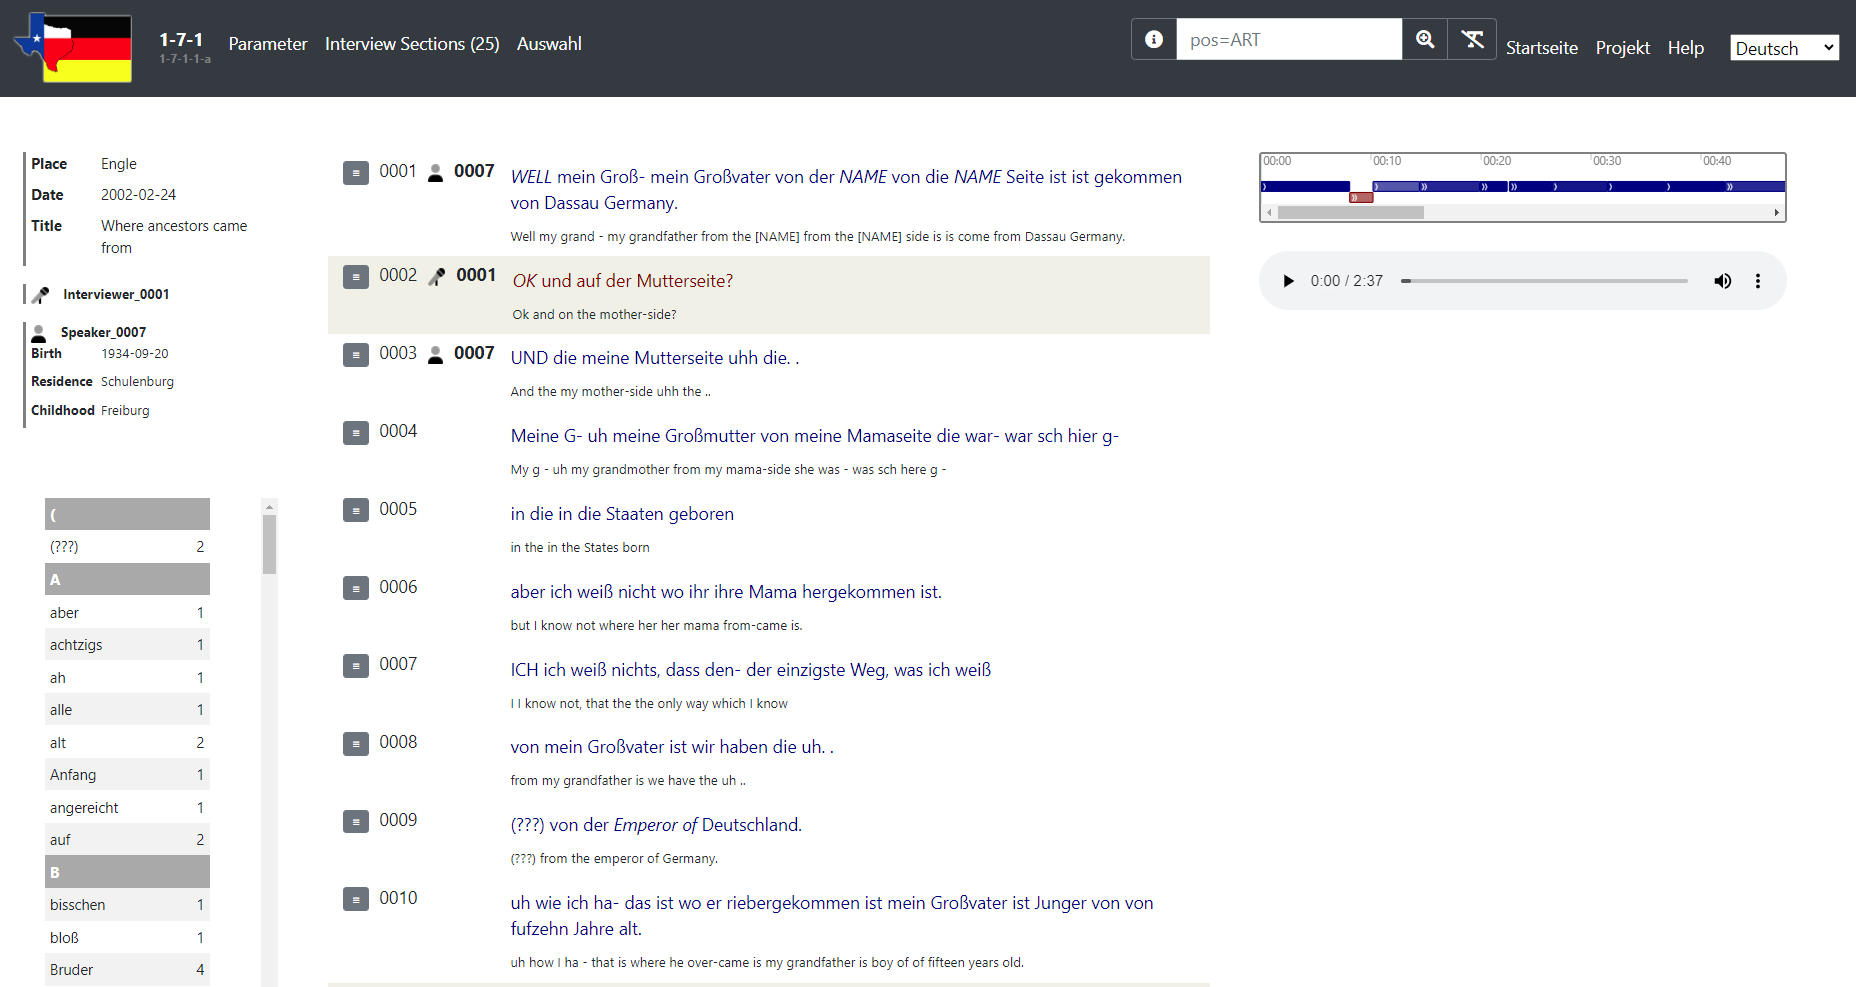 1-7-1
1-7-1-1-a
Parameter
Interview Sections (25)
Auswahl
pos=ART
Startseite
Projekt
Help
Deutsch
Place Engle
Date 2002-02-24
Title Where ancestors came
from
Interviewer_0001
Speaker_0007
Birth 1934-09-20
Residence Schulenburg
Childhood Freiburg
(
(???) 2
A
aber 1
achtzigs 1
ah 1
alle 1
alt 2
Anfang 1
angereicht 1
auf 2
B
bisschen 1
bloß 1
Bruder 4
0001 0007 WELL mein Groß- mein Großvater von der NAME von die NAME Seite ist ist gekommen
von Dassau Germany.
Well my grand - my grandfather from the [NAME] from the [NAME] side is is come from Dassau Germany.
0002 0001 OK und auf der Mutterseite?
Ok and on the mother-side?
0003 0007 UND die meine Mutterseite uhh die. .
And the my mother-side uhh the ..
0004 Meine G- uh meine Großmutter von meine Mamaseite die war- war sch hier g-
My g - uh my grandmother from my mama-side she was - was sch here g -
0005 in die in die Staaten geboren
in the in the States born
0006 aber ich weiß nicht wo ihr ihre Mama hergekommen ist.
but I know not where her her mama from-came is.
0007 ICH ich weiß nichts, dass den- der einzigste Weg, was ich weiß
I I know not, that the the only way which I know
0008 von mein Großvater ist wir haben die uh. .
from my grandfather is we have the uh ..
0009 (???) von der Emperor of Deutschland.
(???) from the emperor of Germany.
0010 uh wie ich ha- das ist wo er riebergekommen ist mein Großvater ist Junger von von
fufzehn Jahre alt.
uh how I ha - that is where he over-came is my grandfather is boy of of fifteen years old.
00:00 00:10 00:20 00:30 00:40
0:00 / 2:37